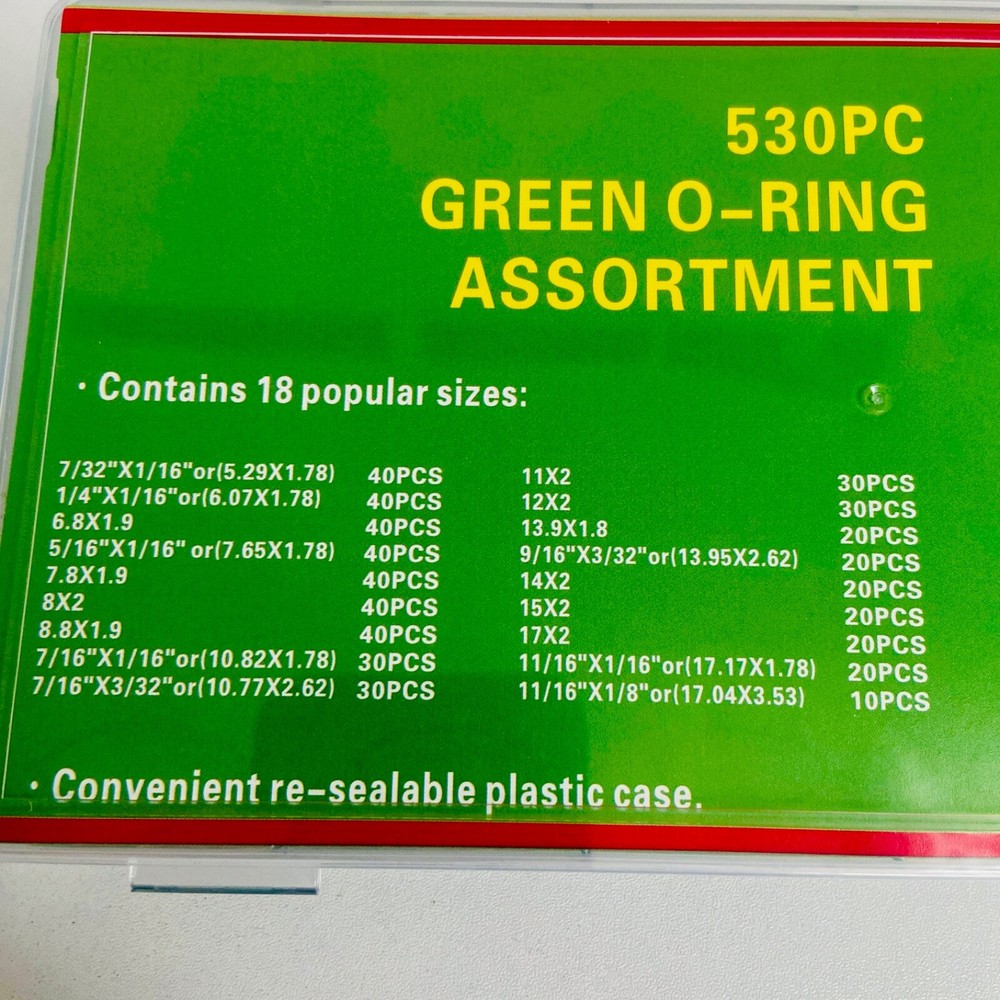 530PC
GREEN O-RING
ASSORTMENT
· Contains 18 popular sizes:
7/32"X1/16"or(5.29X1.78) 40PCS 11X2 30PCS
1/4"X1/16"or(6.07X1.78) 40PCS 12X2 30PCS
6.8X1.9 40PCS 13.9X1.8 20PCS
5/16"X1/16" or(7.65X1.78) 40PCS 9/16"X3/32"or(13.95X2.62) 20PCS
7.8X1.9 40PCS 14X2 20PCS
8X2 40PCS 15X2 20PCS
8.8X1.9 40PCS 17X2 20PCS
7/16"X1/16"or(10.82X1.78) 30PCS 11/16"X1/16"or(17.17X1.78) 20PCS
7/16"X3/32"or(10.77X2.62) 30PCS 11/16"X1/8"or(17.04X3.53) 10PCS
· Convenient re-sealable plastic case.